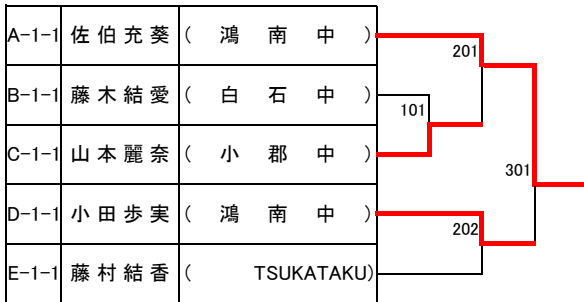 A-1-1 佐伯充葵 ( 鴻南中 )
B-1-1 藤木結愛 ( 白石中 )
C-1-1 山本麗奈 ( 小郡中 )
D-1-1 小田歩実 ( 鴻南中 )
E-1-1 藤村結香 ( TSUKATAKU)
201
101
301
202